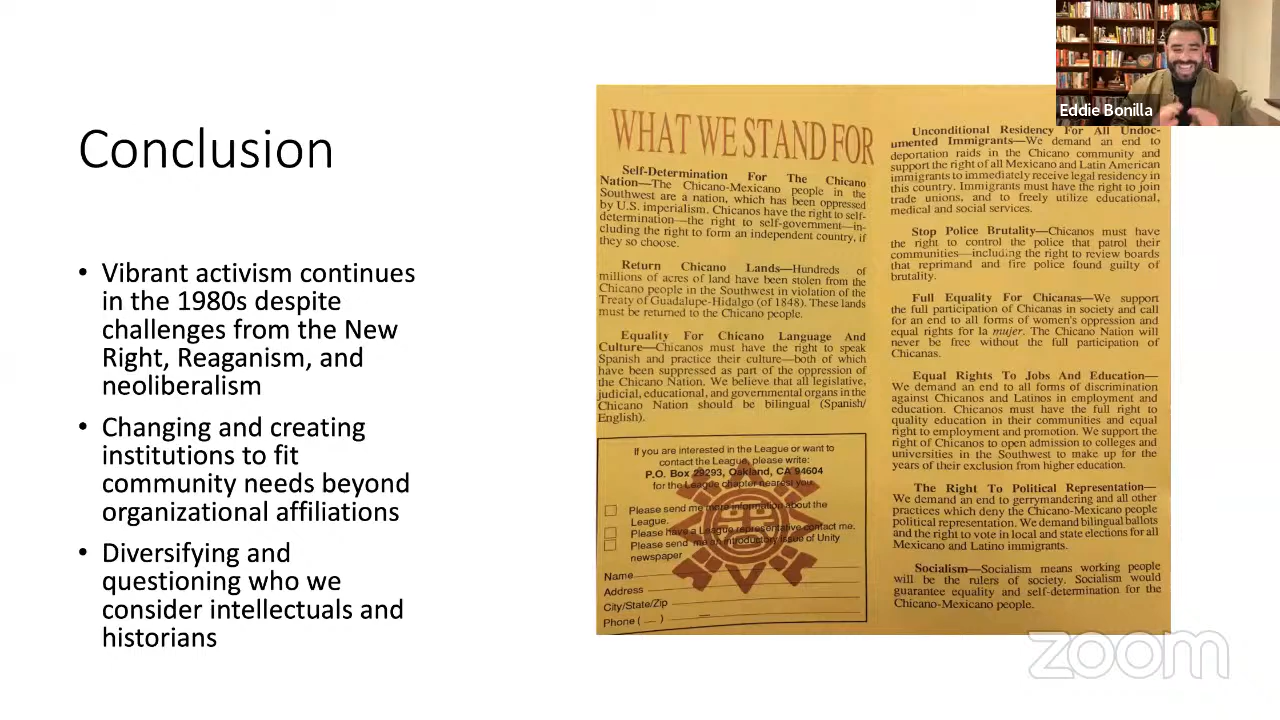 Conclusion
• Vibrant activism continues
in the 1980s despite
challenges from the New
Right, Reaganism, and
neoliberalism
• Changing and creating
institutions to fit
community needs beyond
organizational affiliations
• Diversifying and
questioning who we
consider intellectuals and
historians
WHAT WE STAND FOR
Self-Determination For The Chicano
Nation—The Chicano-Mexicano people in the
Southwest are a nation, which has been oppressed
by U.S. imperialism. Chicanos have the right to self-
determination—the right to self-government—in-
cluding the right to form an independent country, if
they so choose.
Return Chicano Lands—Hundreds of
millions of acres of land have been stolen from the
Chicano people in the Southwest in violation of the
Treaty of Guadalupe-Hidalgo (of 1848). These lands
must be returned to the Chicano people.
Equality For Chicano Language And
Culture—Chicanos must have the right to speak
Spanish and practice their culture—both of which
have been suppressed as part of the oppression of
the Chicano Nation. We believe that all legislative,
judicial, educational, and governmental organs in the
Chicano Nation should be bilingual (Spanish/
English).
If you are interested in the League or want to
contact the League, please write:
P.O. Box 29293, Oakland, CA 94604
for the League chapter nearest you.
Please send me more information about the
League.
Please have a League representative contact me.
Please send me an introductory issue of Unity
newspaper
Name
Address
City/State/Zip
Phone ( )
Unconditional Residency For All Undoc-
umented Immigrants—We demand an end to
deportation raids in the Chicano community and
support the right of all Mexicano and Latin American
immigrants to immediately receive legal residency in
this country. Immigrants must have the right to join
trade unions, and to freely utilize educational,
medical and social services.
Stop Police Brutality—Chicanos must have
the right to control the police that patrol their
communities—including the right to review boards
that reprimand and fire police found guilty of
brutality.
Full Equality For Chicanas—We support
the full participation of Chicanas in society and call
for an end to all forms of women's oppression and
equal rights for la mujer. The Chicano Nation will
never be free without the full participation of
Chicanas.
Equal Rights To Jobs And Education—
We demand an end to all forms of discrimination
against Chicanos and Latinos in employment and
education. Chicanos must have the full right to
quality education in their communities and equal
right to employment and promotion. We support the
right of Chicanos to open admission to colleges and
universities in the Southwest to make up for the
years of their exclusion from higher education.
The Right To Political Representation—
We demand an end to gerrymandering and all other
practices which deny the Chicano-Mexicano people
political representation. We demand bilingual ballots
and the right to vote in local and state elections for all
Mexicano and Latino immigrants.
Socialism—Socialism means working people
will be the rulers of society. Socialism would
guarantee equality and self-determination for the
Chicano-Mexicano people.
Eddie Bonilla
zoom